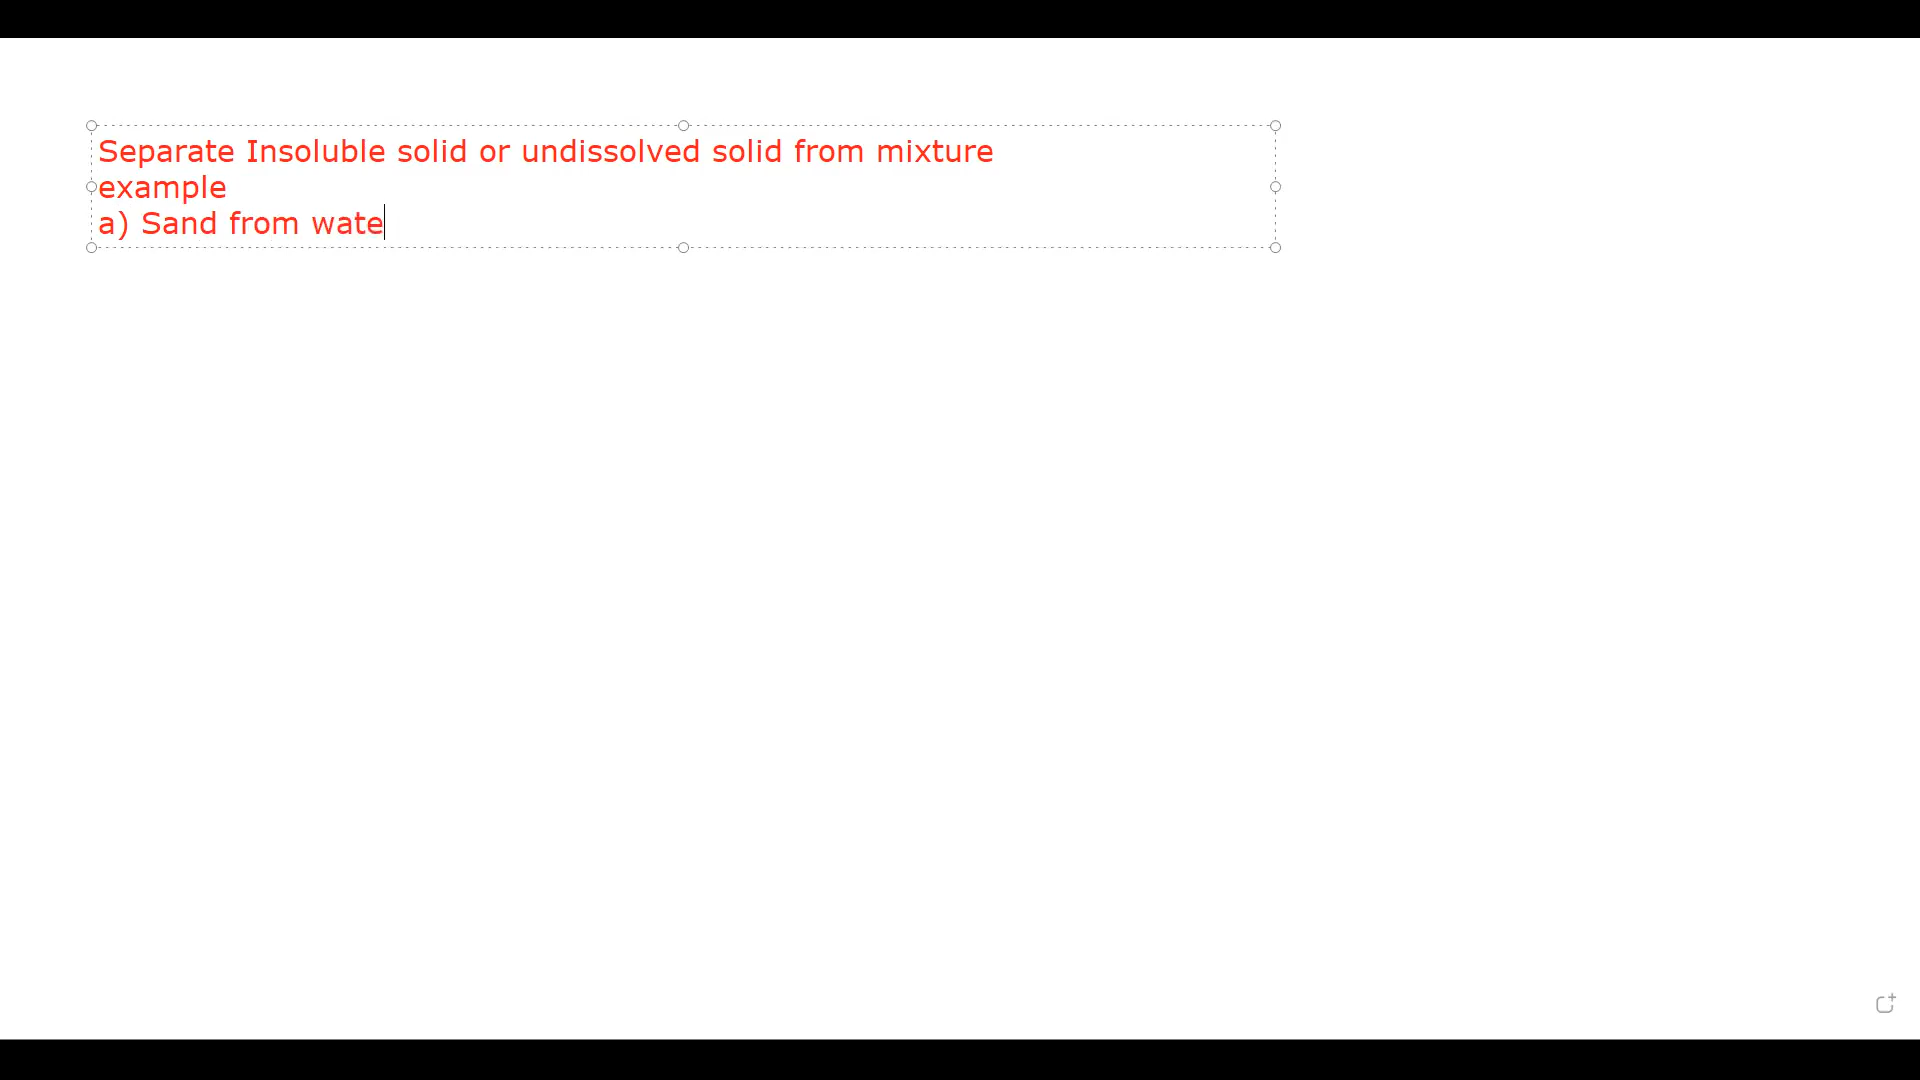 Separate Insoluble solid or undissolved solid from mixture
example
a) Sand from wate